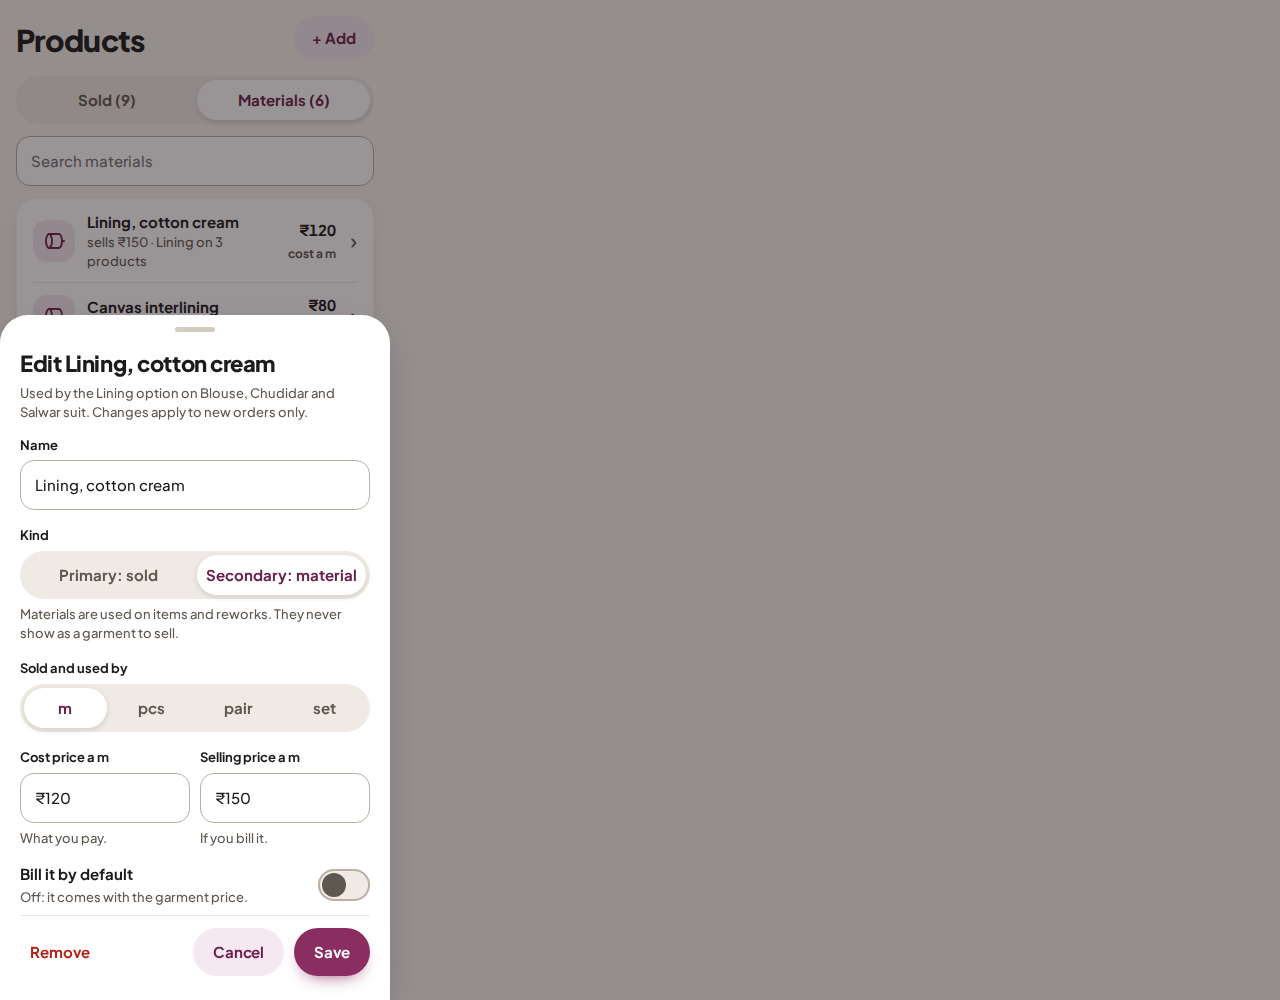 Products
+ Add
Sold (9)
Materials (6)
Search materials
Lining, cotton cream
sells ₹150 · Lining on 3
products
₹120
cost a m
›
Canvas interlining
₹80
Edit Lining, cotton cream
Used by the Lining option on Blouse, Chudidar and
Salwar suit. Changes apply to new orders only.
Name
Lining, cotton cream
Kind
Primary: sold
Secondary: material
Materials are used on items and reworks. They never
show as a garment to sell.
Sold and used by
m
pcs
pair
set
Cost price a m
Selling price a m
₹120
₹150
What you pay.
If you bill it.
Bill it by default
Off: it comes with the garment price.
Remove
Cancel
Save